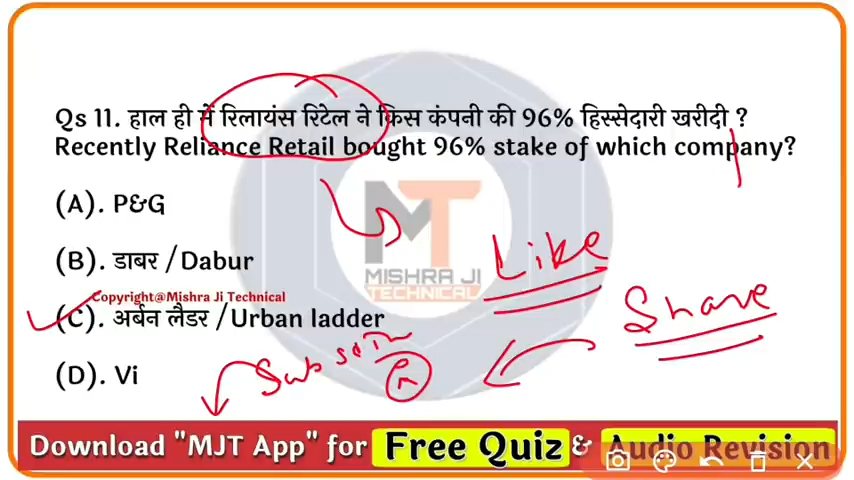 Qs 11. हाल ही में रिलायंस रिटेल ने किस कंपनी की 96% हिस्सेदारी खरीदी ?
Recently Reliance Retail bought 96% stake of which company?
(A). P&G
(B). डाबर /Dabur
MISHRA JI
TECHNICAL
Like
Copyright@Mishra Ji Technical
(C). अर्बन लैडर /Urban ladder
Share
(D). Vi
Download "MJT App" for Free Quiz & Audio Revision